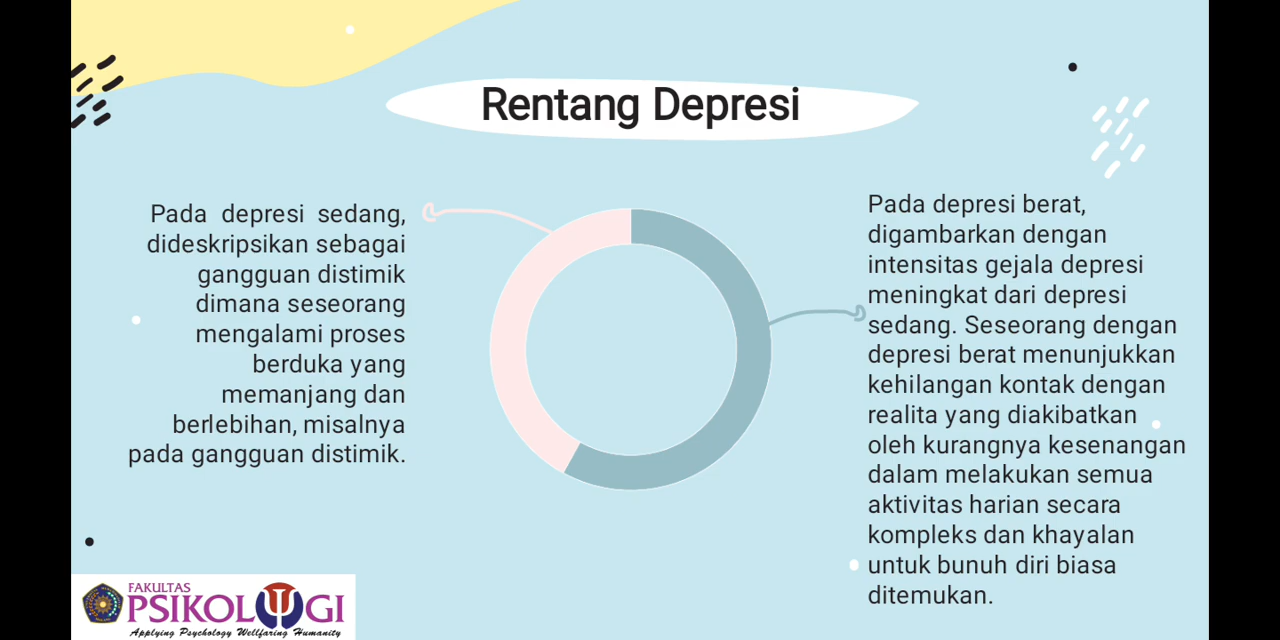 Rentang Depresi
Pada depresi sedang,
dideskripsikan sebagai
gangguan distimik
dimana seseorang
mengalami proses
berduka yang
memanjang dan
berlebihan, misalnya
pada gangguan distimik.
Pada depresi berat,
digambarkan dengan
intensitas gejala depresi
meningkat dari depresi
sedang. Seseorang dengan
depresi berat menunjukkan
kehilangan kontak dengan
realita yang diakibatkan
oleh kurangnya kesenangan
dalam melakukan semua
aktivitas harian secara
kompleks dan khayalan
untuk bunuh diri biasa
ditemukan.
FAKULTAS
PSIKOLOGI
Applying Psychology Wellfaring Humanity